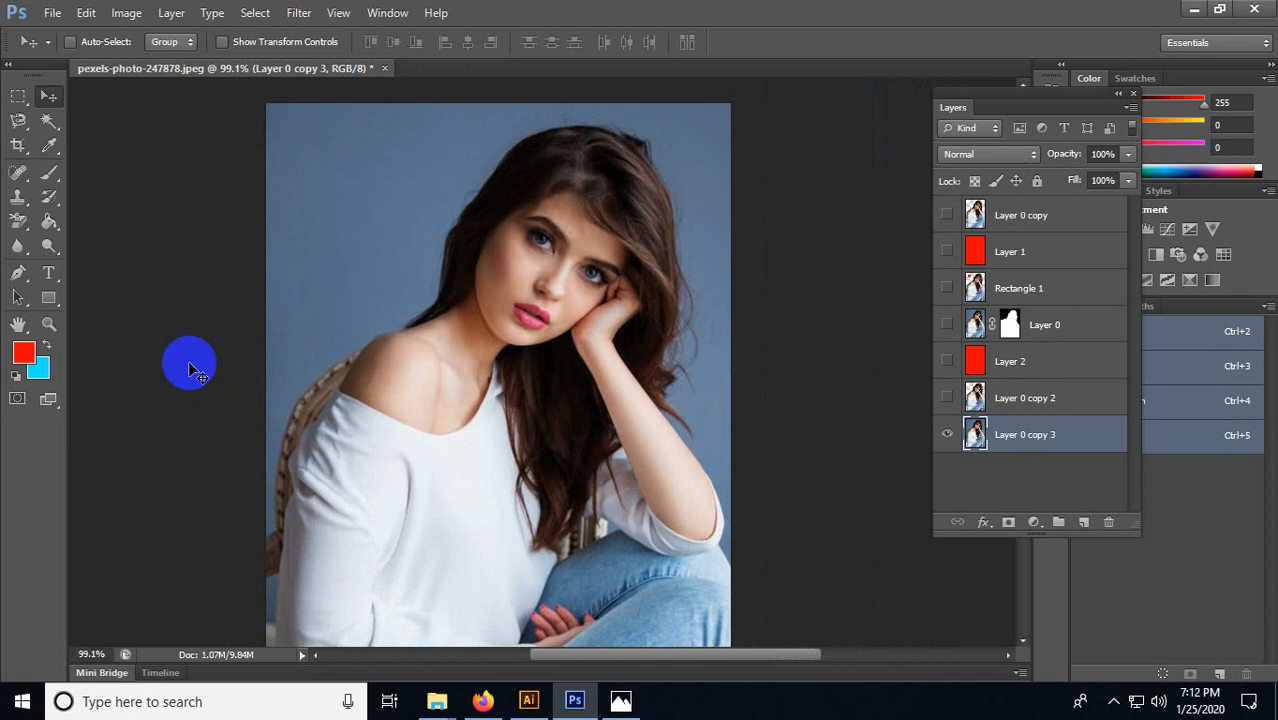 Ps File Edit Image Layer Type Select Filter 3D View Window Help
Auto-Select: Group Show Transform Controls Essentials
pexels-photo-247878.jpeg @ 99.1% (Layer 0 copy 3, RGB/8) * ×
Color Swatches
255
0
0
Styles
Layers
Kind
Normal Opacity: 100%
Lock: Fill: 100%
Layer 0 copy
Layer 1
Rectangle 1
Layer 0
Layer 2
Layer 0 copy 2
Layer 0 copy 3
Ctrl+2
Ctrl+3
Ctrl+4
Ctrl+5
99.1% Doc: 1.07M/9.84M
Mini Bridge Timeline
Type here to search
Ai Ps
7:12 PM
1/25/2020